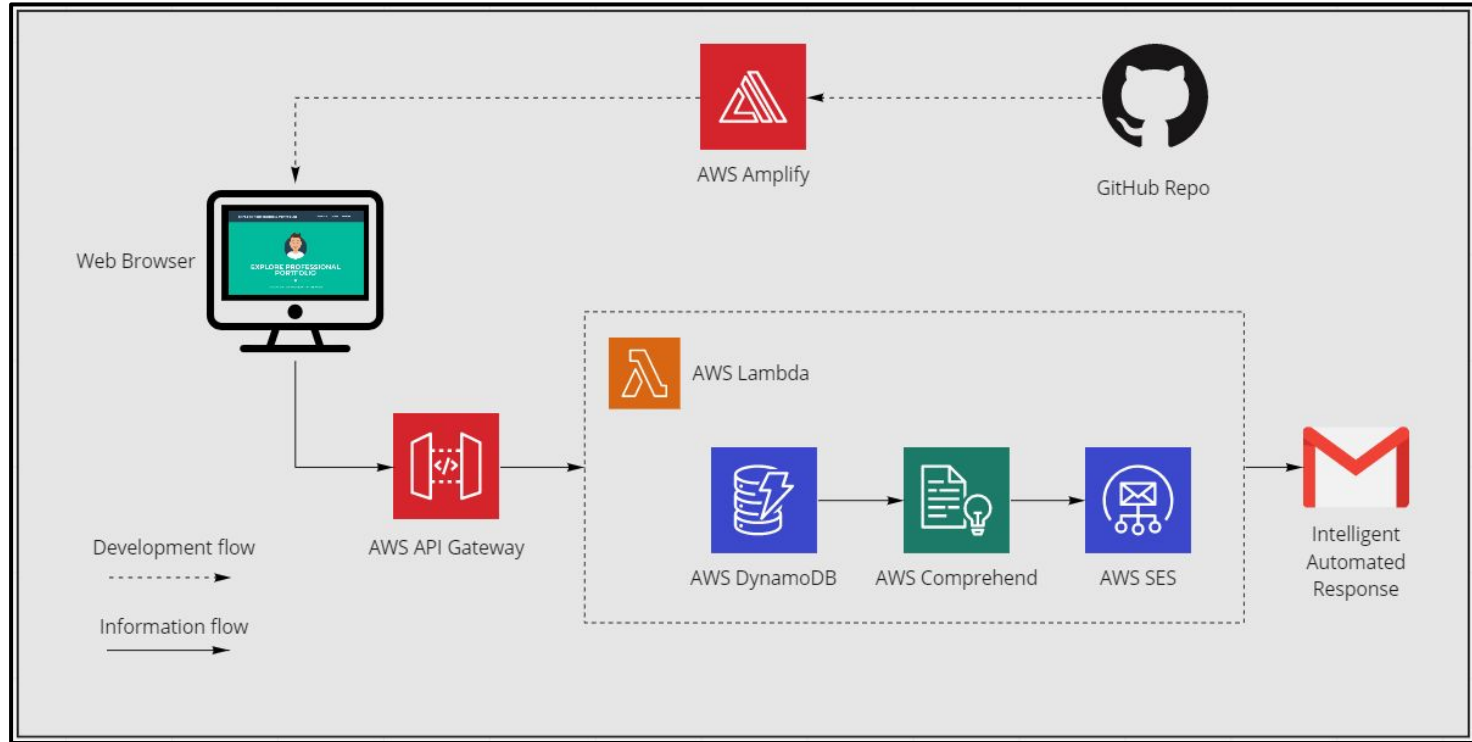 AWS Amplify
GitHub Repo
Web Browser
EXPLORE PROFESSIONAL
PORTFOLIO
AWS Lambda
AWS API Gateway
</>
AWS DynamoDB
AWS Comprehend
AWS SES
Intelligent
Automated
Response
Development flow
Information flow